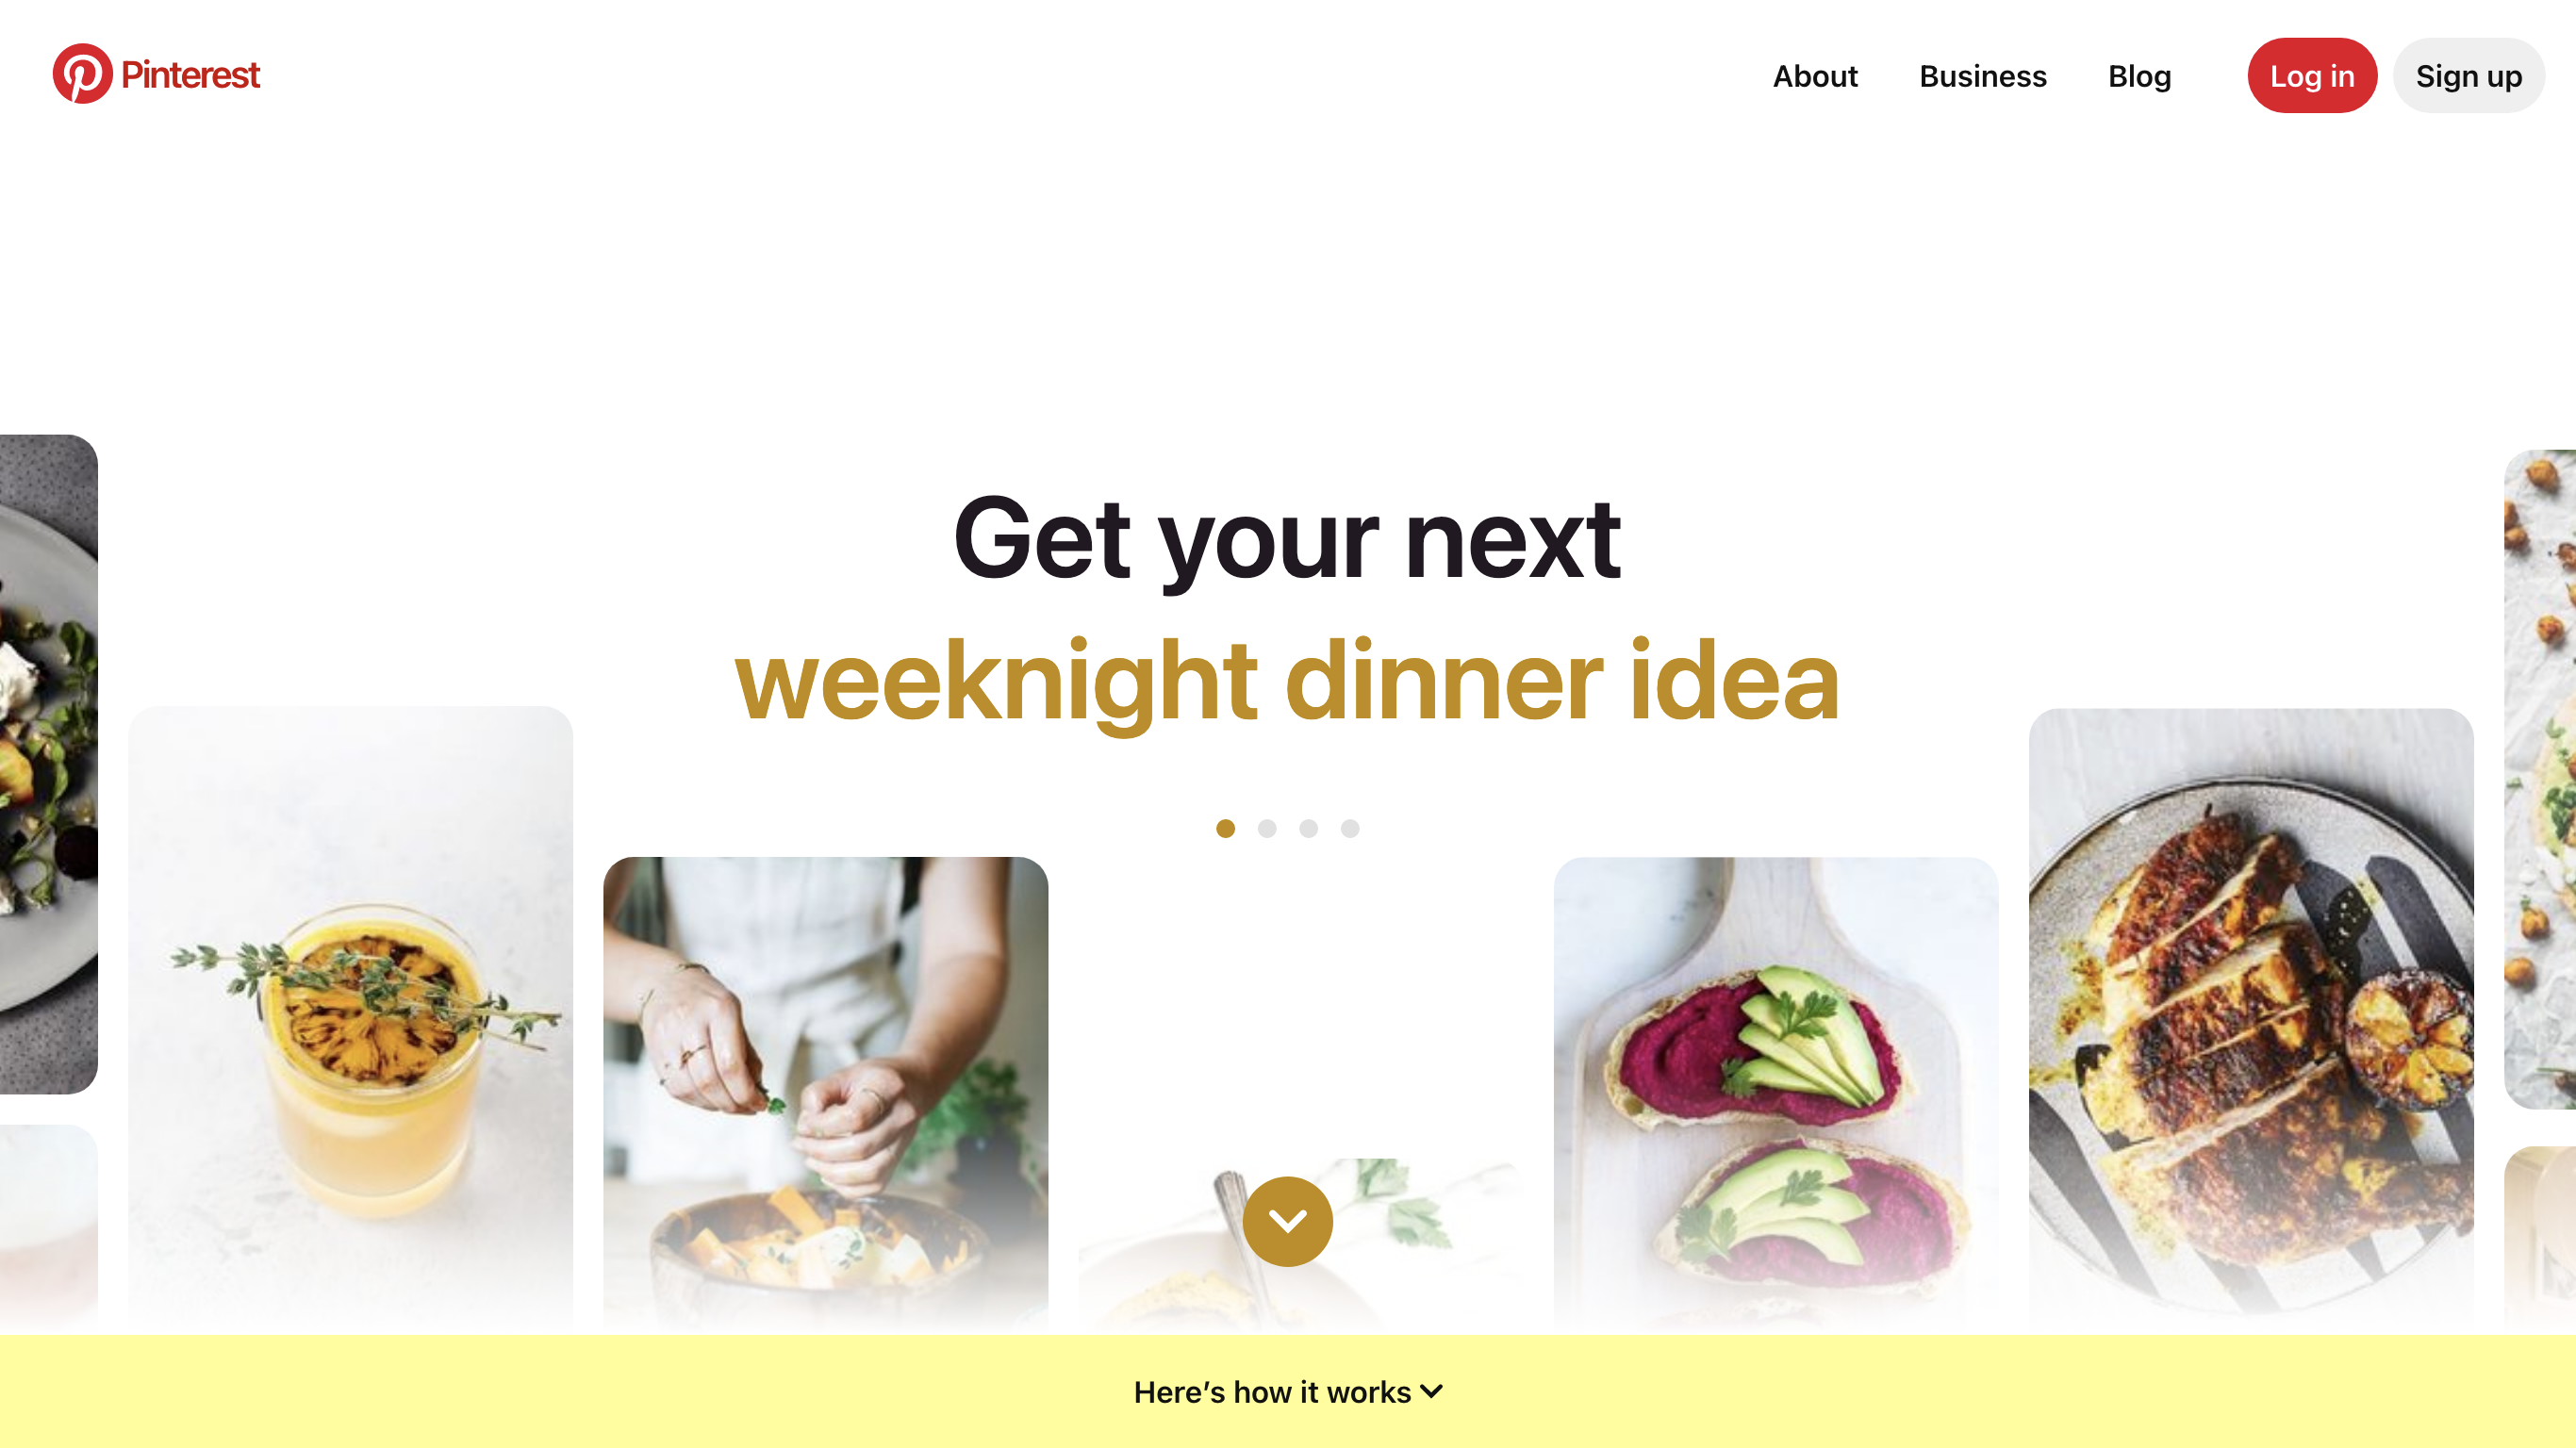 Pinterest
About Business Blog Log in Sign up
Get your next
weeknight dinner idea
Here’s how it works